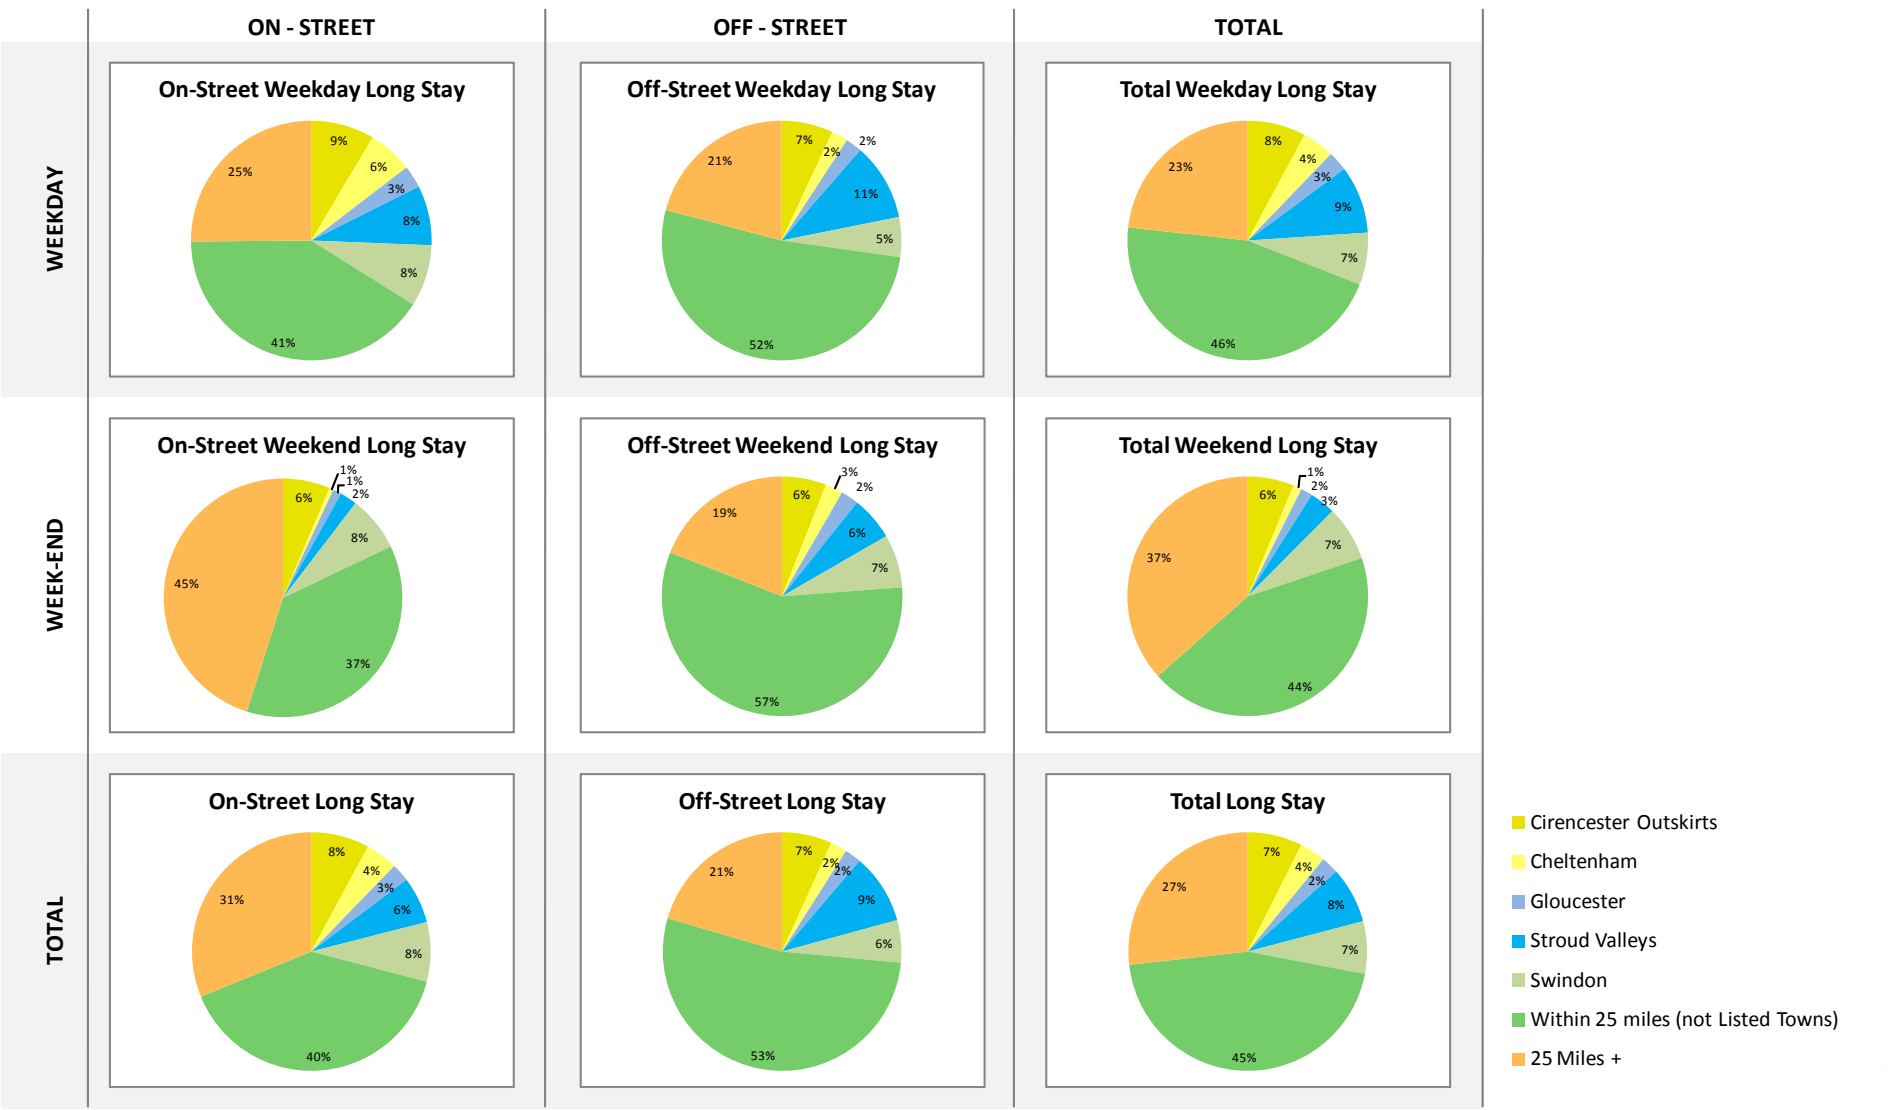 ON - STREET
OFF - STREET
TOTAL
WEEKDAY
On-Street Weekday Long Stay
9%
6%
3%
8%
8%
41%
25%
Off-Street Weekday Long Stay
7%
2%
2%
11%
5%
52%
21%
Total Weekday Long Stay
8%
4%
3%
9%
7%
46%
23%
WEEK-END
On-Street Weekend Long Stay
6%
1%
1%
2%
8%
37%
45%
Off-Street Weekend Long Stay
6%
3%
2%
6%
7%
57%
19%
Total Weekend Long Stay
6%
1%
2%
3%
7%
44%
37%
TOTAL
On-Street Long Stay
8%
4%
3%
6%
8%
40%
31%
Off-Street Long Stay
7%
2%
2%
9%
6%
53%
21%
Total Long Stay
7%
4%
2%
8%
7%
45%
27%
Cirencester Outskirts
Cheltenham
Gloucester
Stroud Valleys
Swindon
Within 25 miles (not Listed Towns)
25 Miles +